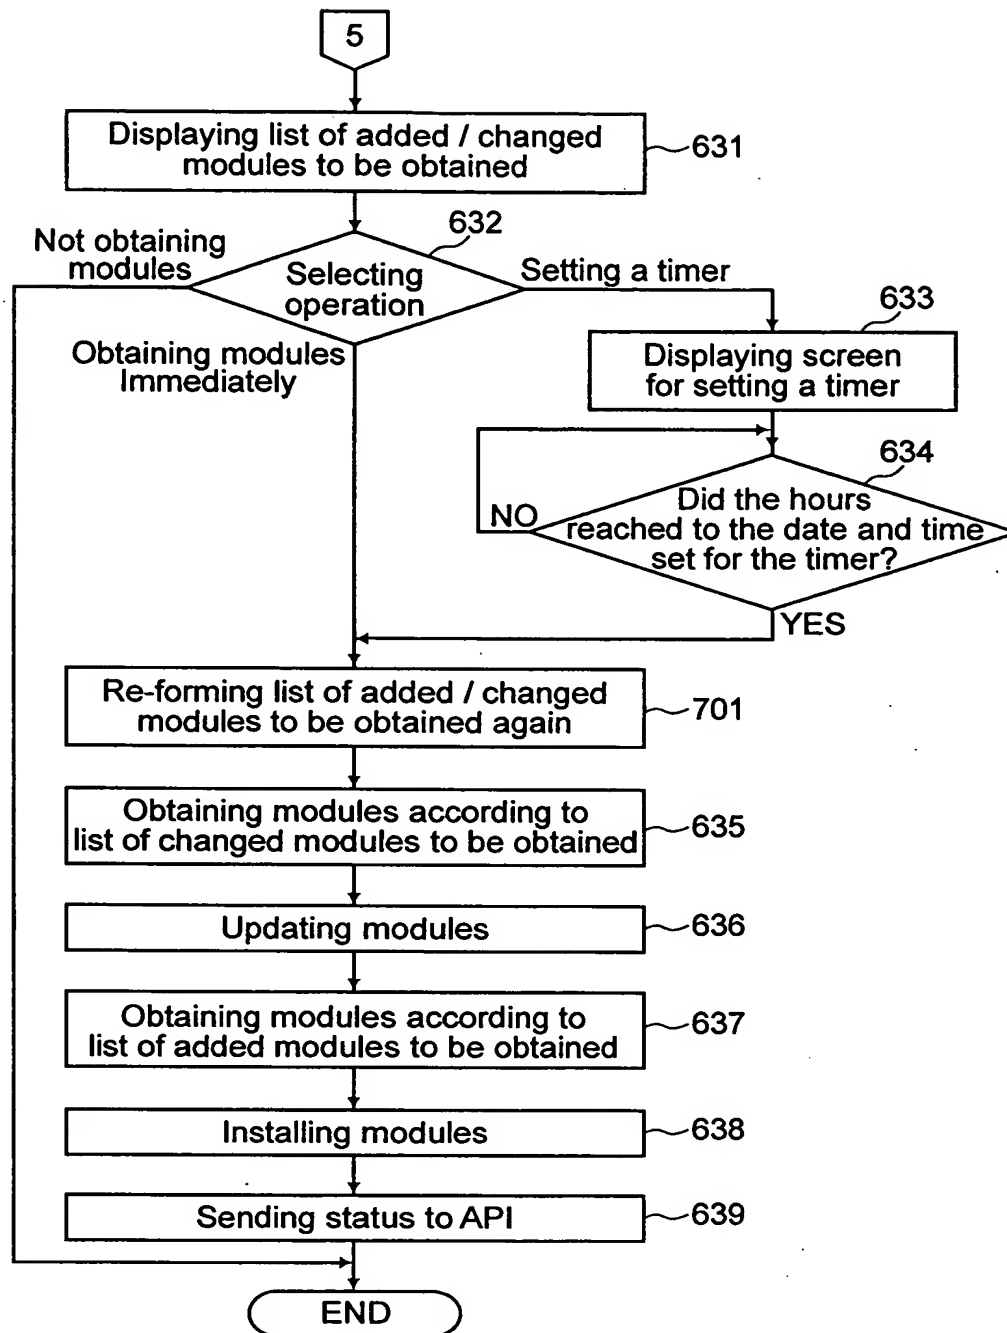 5
Displaying list of added / changed
modules to be obtained
631
632
Not obtaining
modules
Selecting
operation
Setting a timer
633
Obtaining modules
Immediately
Displaying screen
for setting a timer
634
Did the hours
reached to the date and time
set for the timer?
NO
YES
Re-forming list of added / changed
modules to be obtained again
701
Obtaining modules according to
list of changed modules to be obtained
635
Updating modules
636
Obtaining modules according to
list of added modules to be obtained
637
Installing modules
638
Sending status to API
639
END